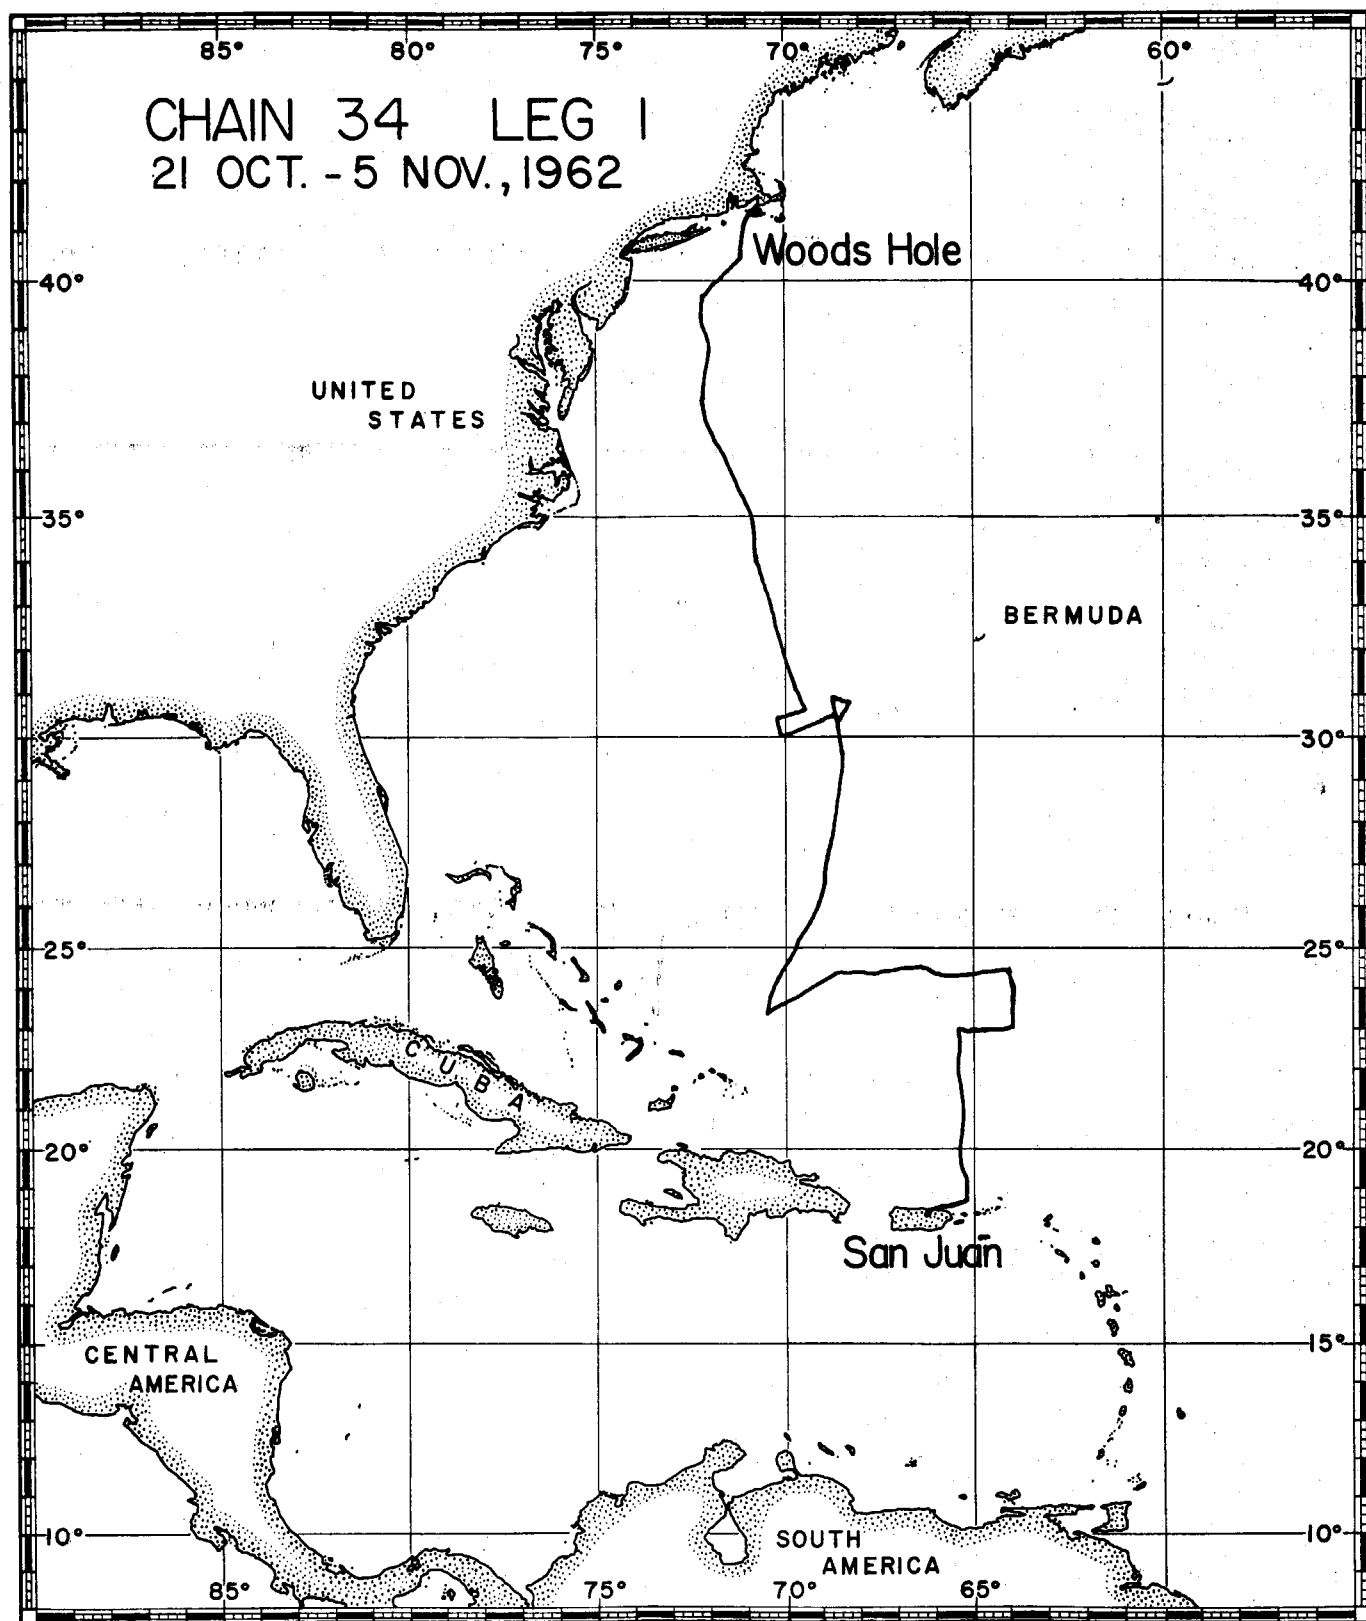 85° 80° 75° 70° 60°
CHAIN 34 LEG I
21 OCT. - 5 NOV., 1962
Woods Hole
40° 40°
UNITED
STATES
35° 35°
BERMUDA
30° 30°
25° 25°
CUBA
20° 20°
San Juan
15° 15°
CENTRAL
AMERICA
10° 10°
SOUTH
AMERICA
85° 75° 70° 65°